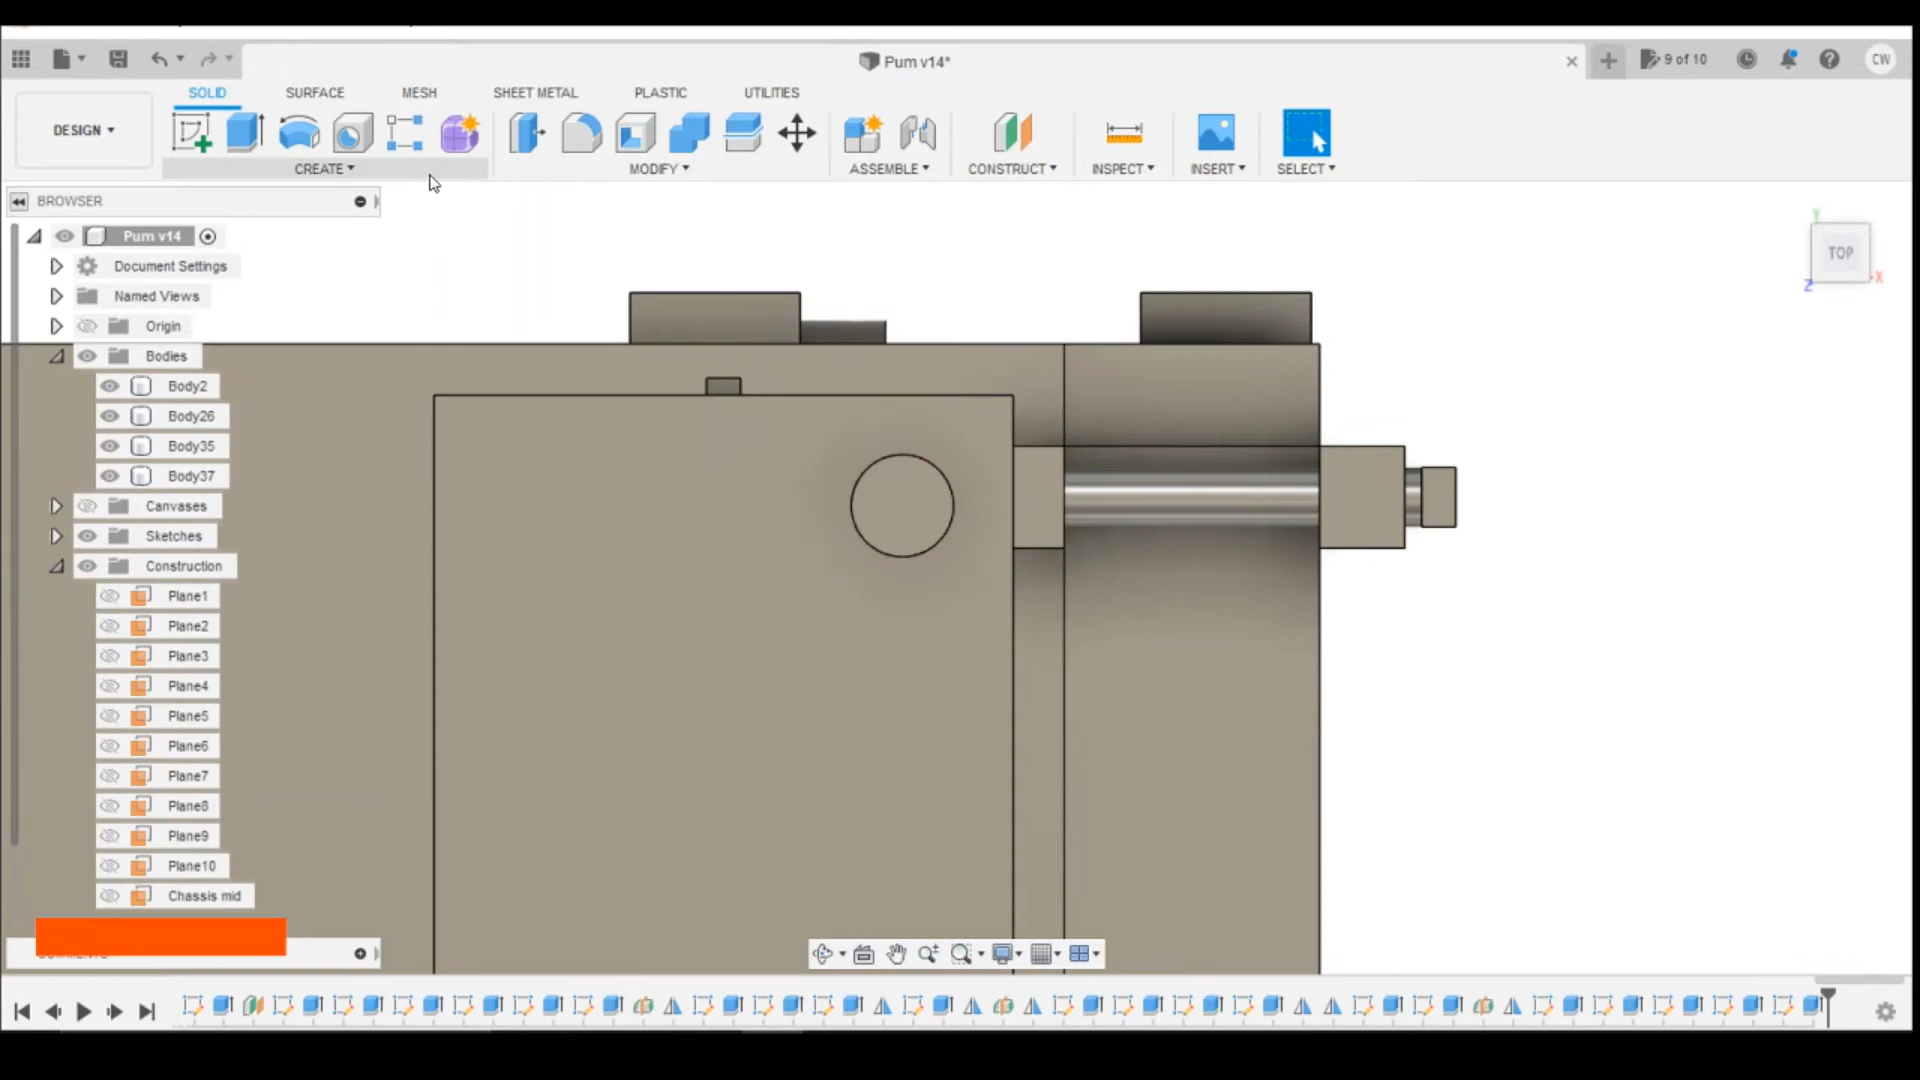 Pum v14*
9 of 10
CW
DESIGN
SOLID
SURFACE
MESH
SHEET METAL
PLASTIC
UTILITIES
CREATE
MODIFY
ASSEMBLE
CONSTRUCT
INSPECT
INSERT
SELECT
BROWSER
Pum v14
Document Settings
Named Views
Origin
Bodies
Body2
Body26
Body35
Body37
Canvases
Sketches
Construction
Plane1
Plane2
Plane3
Plane4
Plane5
Plane6
Plane7
Plane8
Plane9
Plane10
Chassis mid
Y
TOP
X
Z